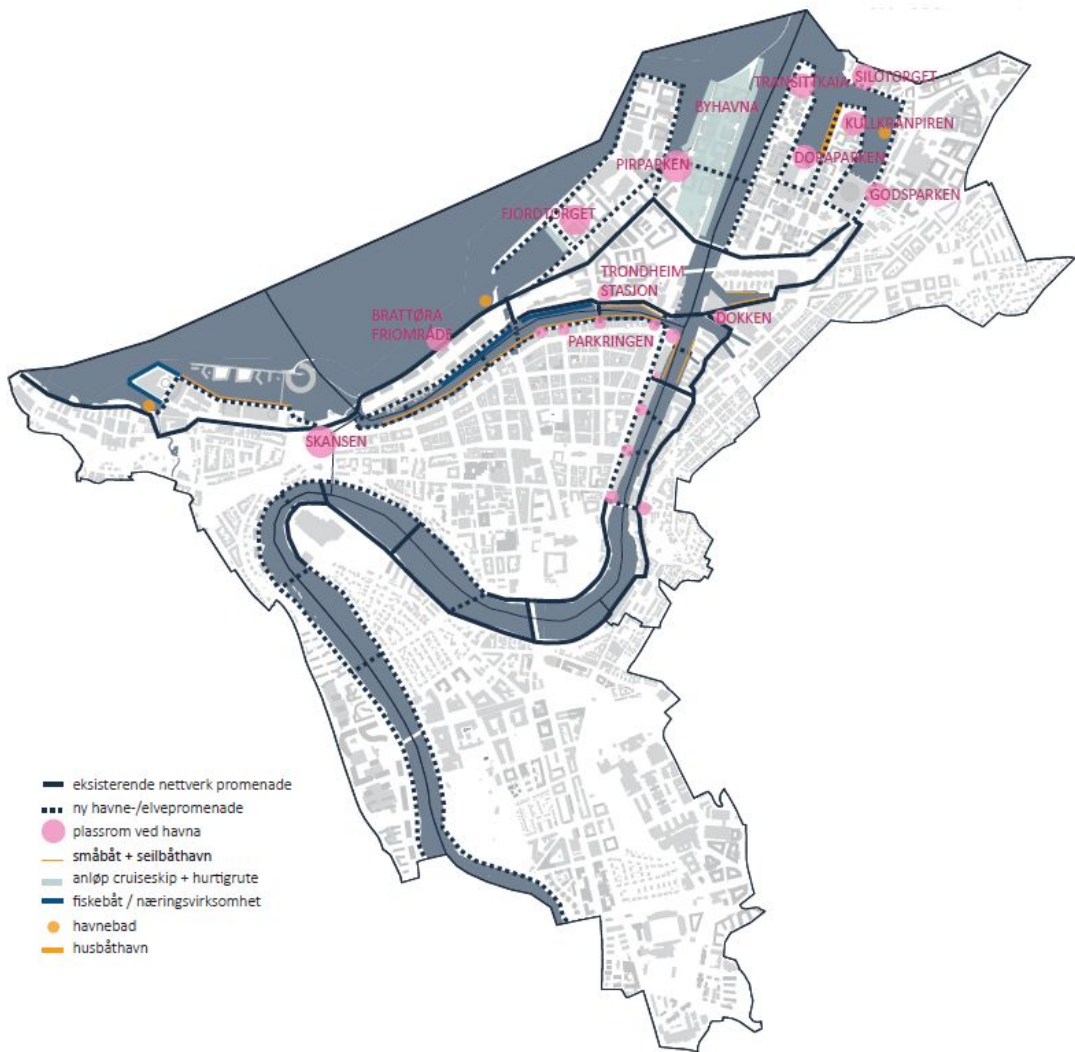 TRANSITTKAIA
SILOTORGET
BYHAVNA
KULLKRANPIREN
PIRPARKEN
DORAPARKEN
GODSPARKEN
FJORDTORGET
TRONDHEIM
STASJON
BRATTØRA
FRIOMRÅDE
DOKKEN
PARKRINGEN
SKANSEN
eksisterende nettverk promenade
ny havne-/elvepromenade
plassrom ved havna
småbåt + seilbåthavn
anløp cruiseskip + hurtigrute
fiskebåt / næringsvirksomhet
havnebad
husbåthavn